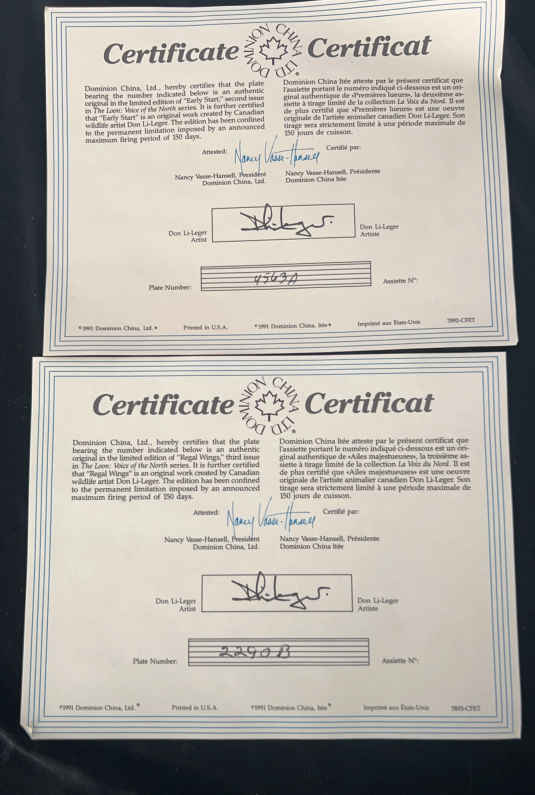 Certificate DOMINION CHINA LTD. Certificat
Dominion China, Ltd., hereby certifies that the plate
bearing the number indicated below is an authentic
original in the limited edition of "Early Start," second issue
in The Loon: Voice of the North series. It is further certified
that "Early Start" is an original work created by Canadian
wildlife artist Don Li-Leger. The edition has been confined
to the permanent limitation imposed by an announced
maximum firing period of 150 days.
Dominion China ltée atteste par le présent certificat que
l'assiette portant le numéro indiqué ci-dessous est un ori-
ginal authentique de «Premières lueurs», la deuxième as-
siette à tirage limité de la collection La Voix du Nord. Il est
de plus certifié que «Premières lueurs» est une oeuvre
originale de l'artiste animalier canadien Don Li-Leger. Son
tirage sera strictement limité à une période maximale de
150 jours de cuisson.
Attested: Nancy Vasse-Hansell Certifié par:
Nancy Vasse-Hansell, President
Dominion China, Ltd.
Nancy Vasse-Hansell, Présidente
Dominion China ltée
Don Li-Leger
Artist
Don Li-Leger
Artiste
Plate Number: 4563A Assiette Nº:
©1991 Dominion China, Ltd. Printed in U.S.A. ©1991 Dominion China, ltée Imprimé aux États-Unis 7892-CFET
Certificate DOMINION CHINA LTD. Certificat
Dominion China, Ltd., hereby certifies that the plate
bearing the number indicated below is an authentic
original in the limited edition of "Regal Wings," third issue
in The Loon: Voice of the North series. It is further certified
that "Regal Wings" is an original work created by Canadian
wildlife artist Don Li-Leger. The edition has been confined
to the permanent limitation imposed by an announced
maximum firing period of 150 days.
Dominion China ltée atteste par le présent certificat que
l'assiette portant le numéro indiqué ci-dessous est un ori-
ginal authentique de «Ailes majestueuses», la troisième as-
siette à tirage limité de la collection La Voix du Nord. Il est
de plus certifié que «Ailes majestueuses» est une oeuvre
originale de l'artiste animalier canadien Don Li-Leger. Son
tirage sera strictement limité à une période maximale de
150 jours de cuisson.
Attested: Nancy Vasse-Hansell Certifié par:
Nancy Vasse-Hansell, President
Dominion China, Ltd.
Nancy Vasse-Hansell, Présidente
Dominion China ltée
Don Li-Leger
Artist
Don Li-Leger
Artiste
Plate Number: 2290B Assiette Nº:
©1991 Dominion China, Ltd. Printed in U.S.A. ©1991 Dominion China, ltée Imprimé aux États-Unis 7893-CFET